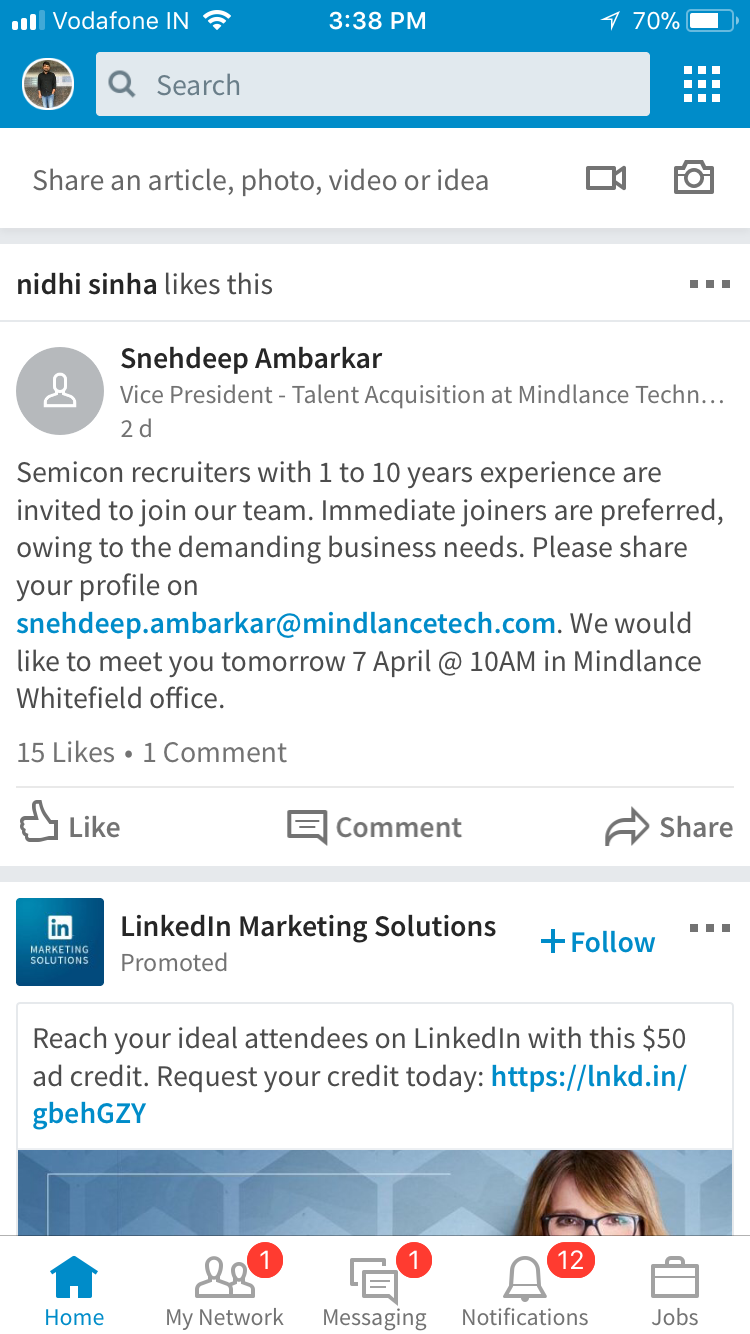 Vodafone IN 3:38 PM 70%
Search
Share an article, photo, video or idea
nidhi sinha likes this
Snehdeep Ambarkar
Vice President - Talent Acquisition at Mindlance Techn...
2 d
Semicon recruiters with 1 to 10 years experience are
invited to join our team. Immediate joiners are preferred,
owing to the demanding business needs. Please share
your profile on
snehdeep.ambarkar@mindlancetech.com. We would
like to meet you tomorrow 7 April @ 10AM in Mindlance
Whitefield office.
15 Likes • 1 Comment
Like Comment Share
in
MARKETING
SOLUTIONS
LinkedIn Marketing Solutions
Promoted
+Follow
Reach your ideal attendees on LinkedIn with this $50
ad credit. Request your credit today: https://lnkd.in/
gbehGZY
1 1 12
Home My Network Messaging Notifications Jobs